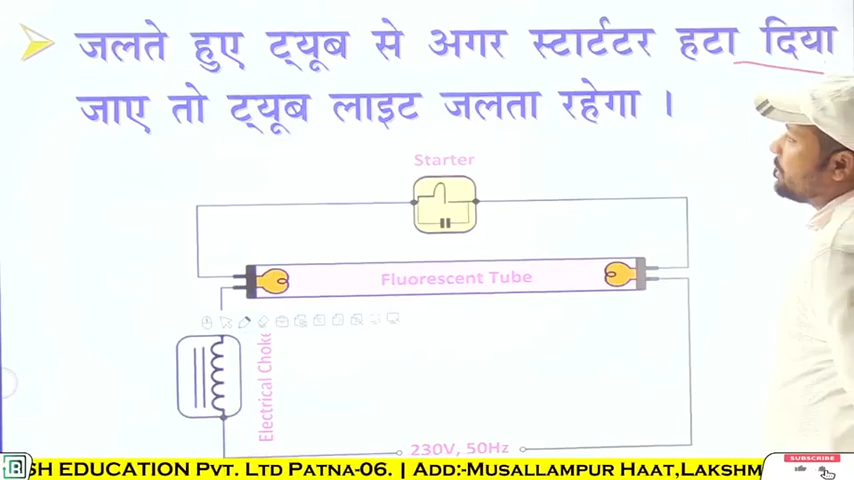 जलते हुए ट्यूब से अगर स्टार्टटर हटा दिया
जाए तो ट्यूब लाइट जलता रहेगा ।
Starter
Fluorescent Tube
Electrical Choke
230V, 50Hz
SH EDUCATION PVT. LTD PATNA-06. | ADD:-MUSALLAMPUR HAAT,LAKSHM
SUBSCRIBE